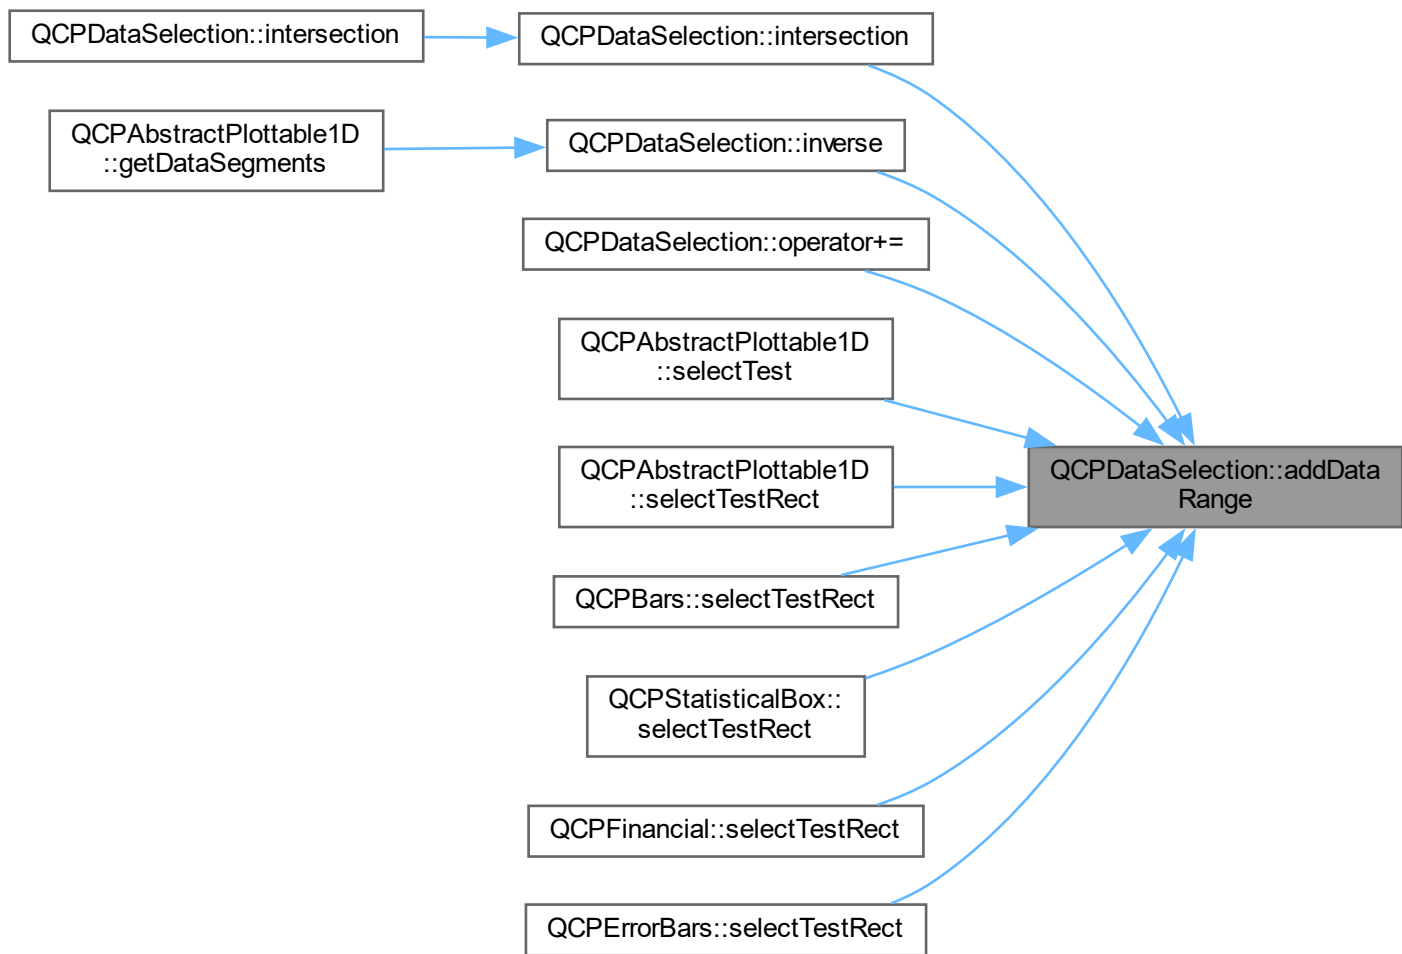 QCPDataSelection::intersection
QCPDataSelection::intersection
QCPAbstractPlottable1D
::getDataSegments
QCPDataSelection::inverse
QCPDataSelection::operator+=
QCPAbstractPlottable1D
::selectTest
QCPAbstractPlottable1D
::selectTestRect
QCPDataSelection::addData
Range
QCPBars::selectTestRect
QCPStatisticalBox::
selectTestRect
QCPFinancial::selectTestRect
QCPErrorBars::selectTestRect